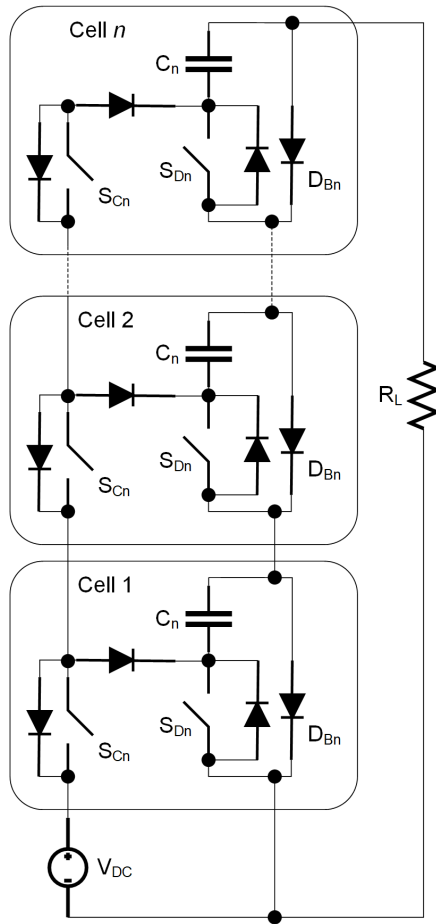 Cell n
Cn
SCn
SDn
DBn
Cell 2
Cn
RL
SCn
SDn
DBn
Cell 1
Cn
SCn
SDn
DBn
VDC